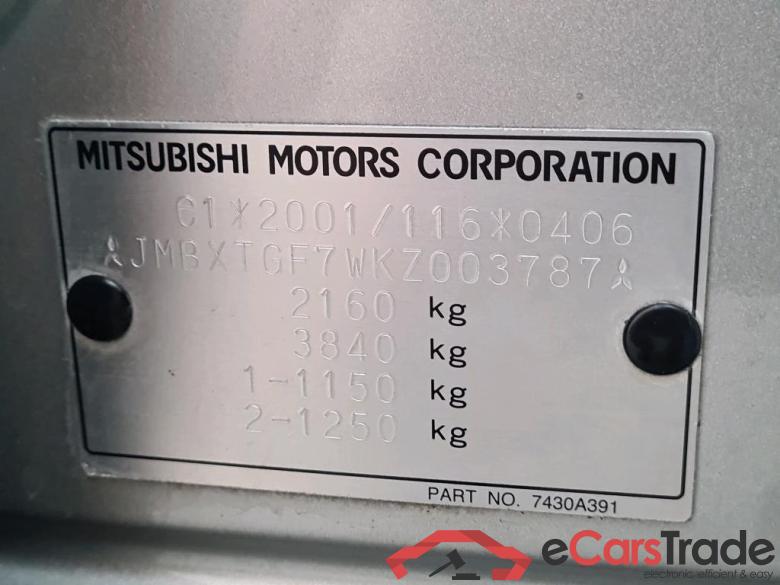 MITSUBISHI MOTORS CORPORATION
e1*2001/116*0406
JMBXTGF7WKZ003787
2160 kg
3840 kg
1-1150 kg
2-1250 kg
PART NO. 7430A391
eCarsTrade
electronic, efficient & easy